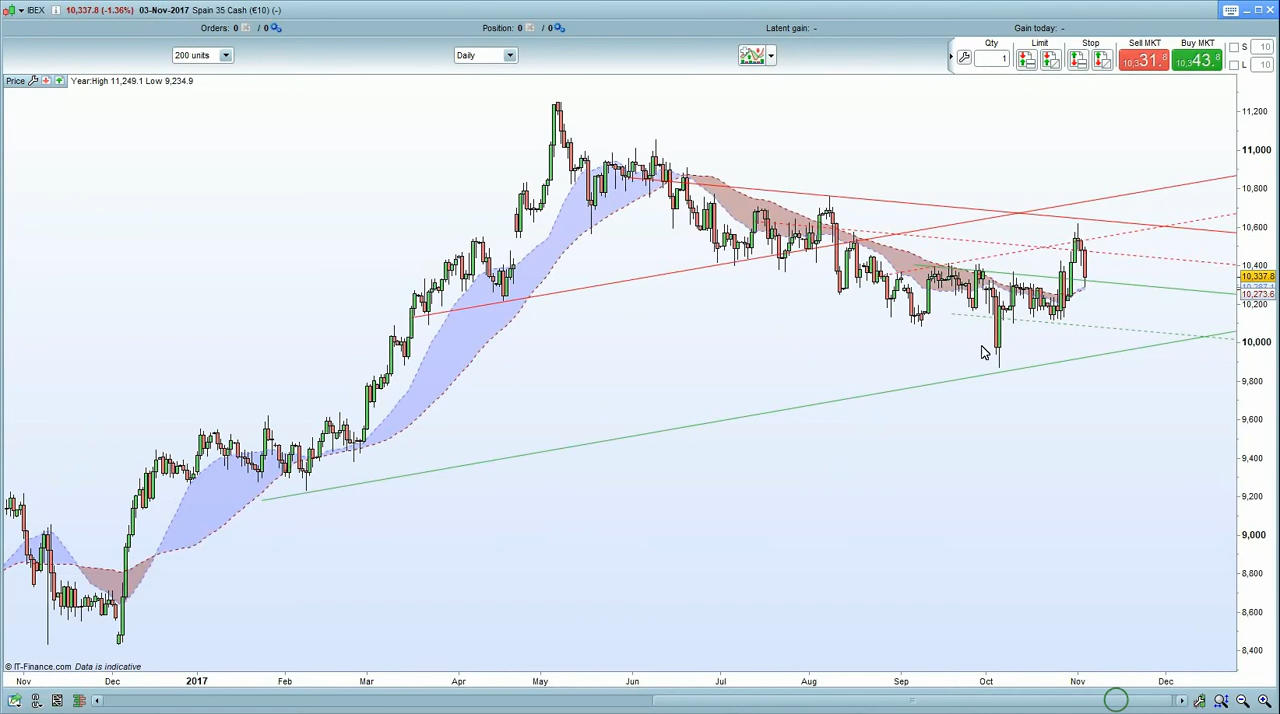 IBEX 10,337.8 (-1.36%) 03-Nov-2017 Spain 35 Cash (€10) (-)
Orders: 0 / 0 Position: 0 / 0 Latent gain: - Gain today: -
200 units Daily Qty Limit Stop Sell MKT Buy MKT S 10
1 10,331.8 10,343.8 L 10
Price Year:High 11,249.1 Low 9,234.9
11,200
11,000
10,800
10,600
10,400
10,337.8
10,273.6
10,200
10,000
9,800
9,600
9,400
9,200
9,000
8,800
8,600
8,400
© IT-Finance.com Data is indicative
Nov Dec 2017 Feb Mar Apr May Jun Jul Aug Sep Oct Nov Dec